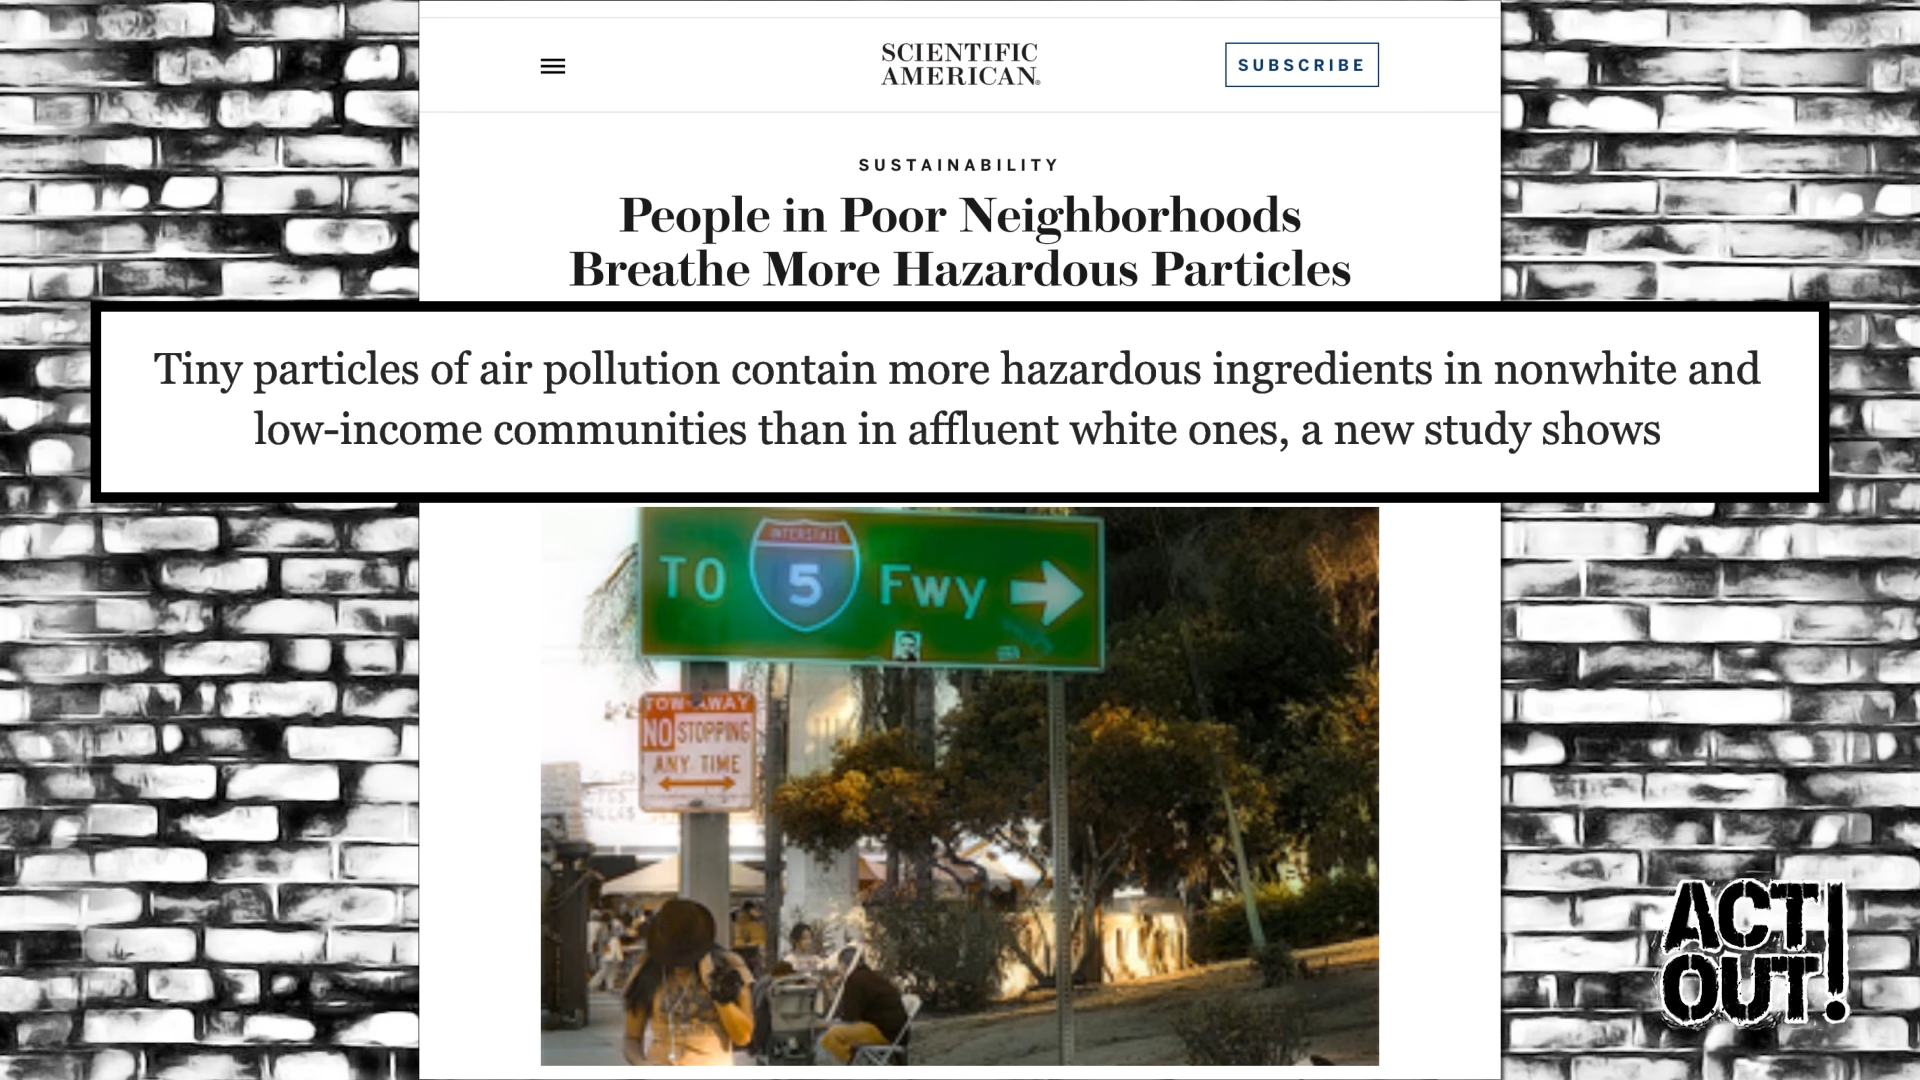 SCIENTIFIC
AMERICAN®
SUBSCRIBE
SUSTAINABILITY
People in Poor Neighborhoods
Breathe More Hazardous Particles
Tiny particles of air pollution contain more hazardous ingredients in nonwhite and
low-income communities than in affluent white ones, a new study shows
INTERSTATE
TO 5 Fwy
TOW-AWAY
NO STOPPING
ANY TIME
ACT
OUT!